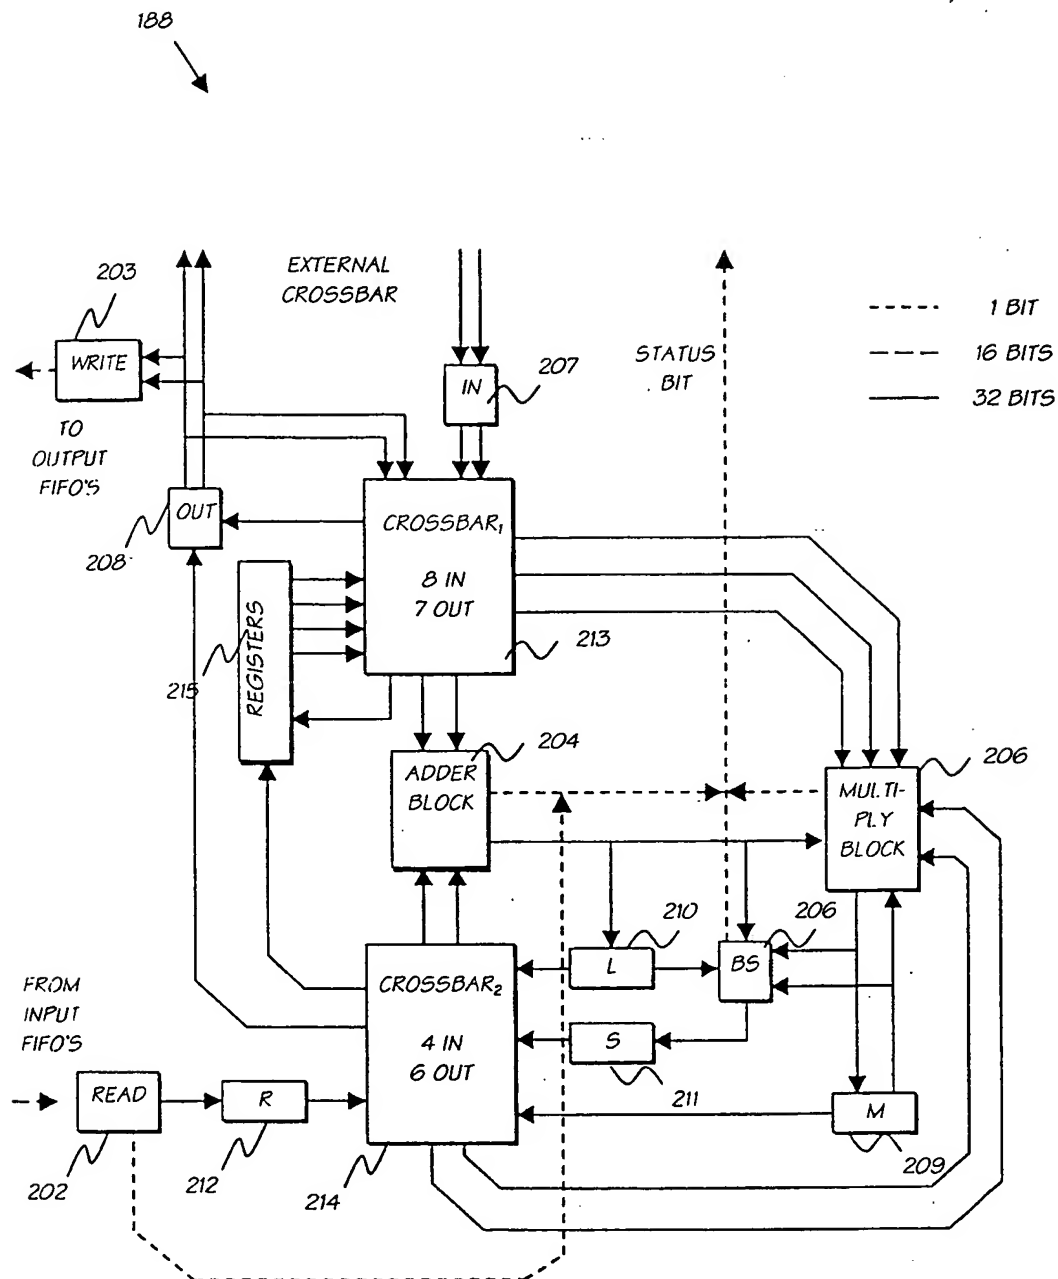 188
203
EXTERNAL
CROSSBAR
WRITE
STATUS
BIT
1 BIT
16 BITS
32 BITS
IN
207
TO
OUTPUT
FIFO'S
OUT
208
CROSSBAR1
8 IN
7 OUT
213
REGISTERS
215
204
ADDER
BLOCK
206
MULTI-
PLY
BLOCK
210
206
L
BS
CROSSBAR2
4 IN
6 OUT
S
211
FROM
INPUT
FIFO'S
READ
R
M
209
202
212
214